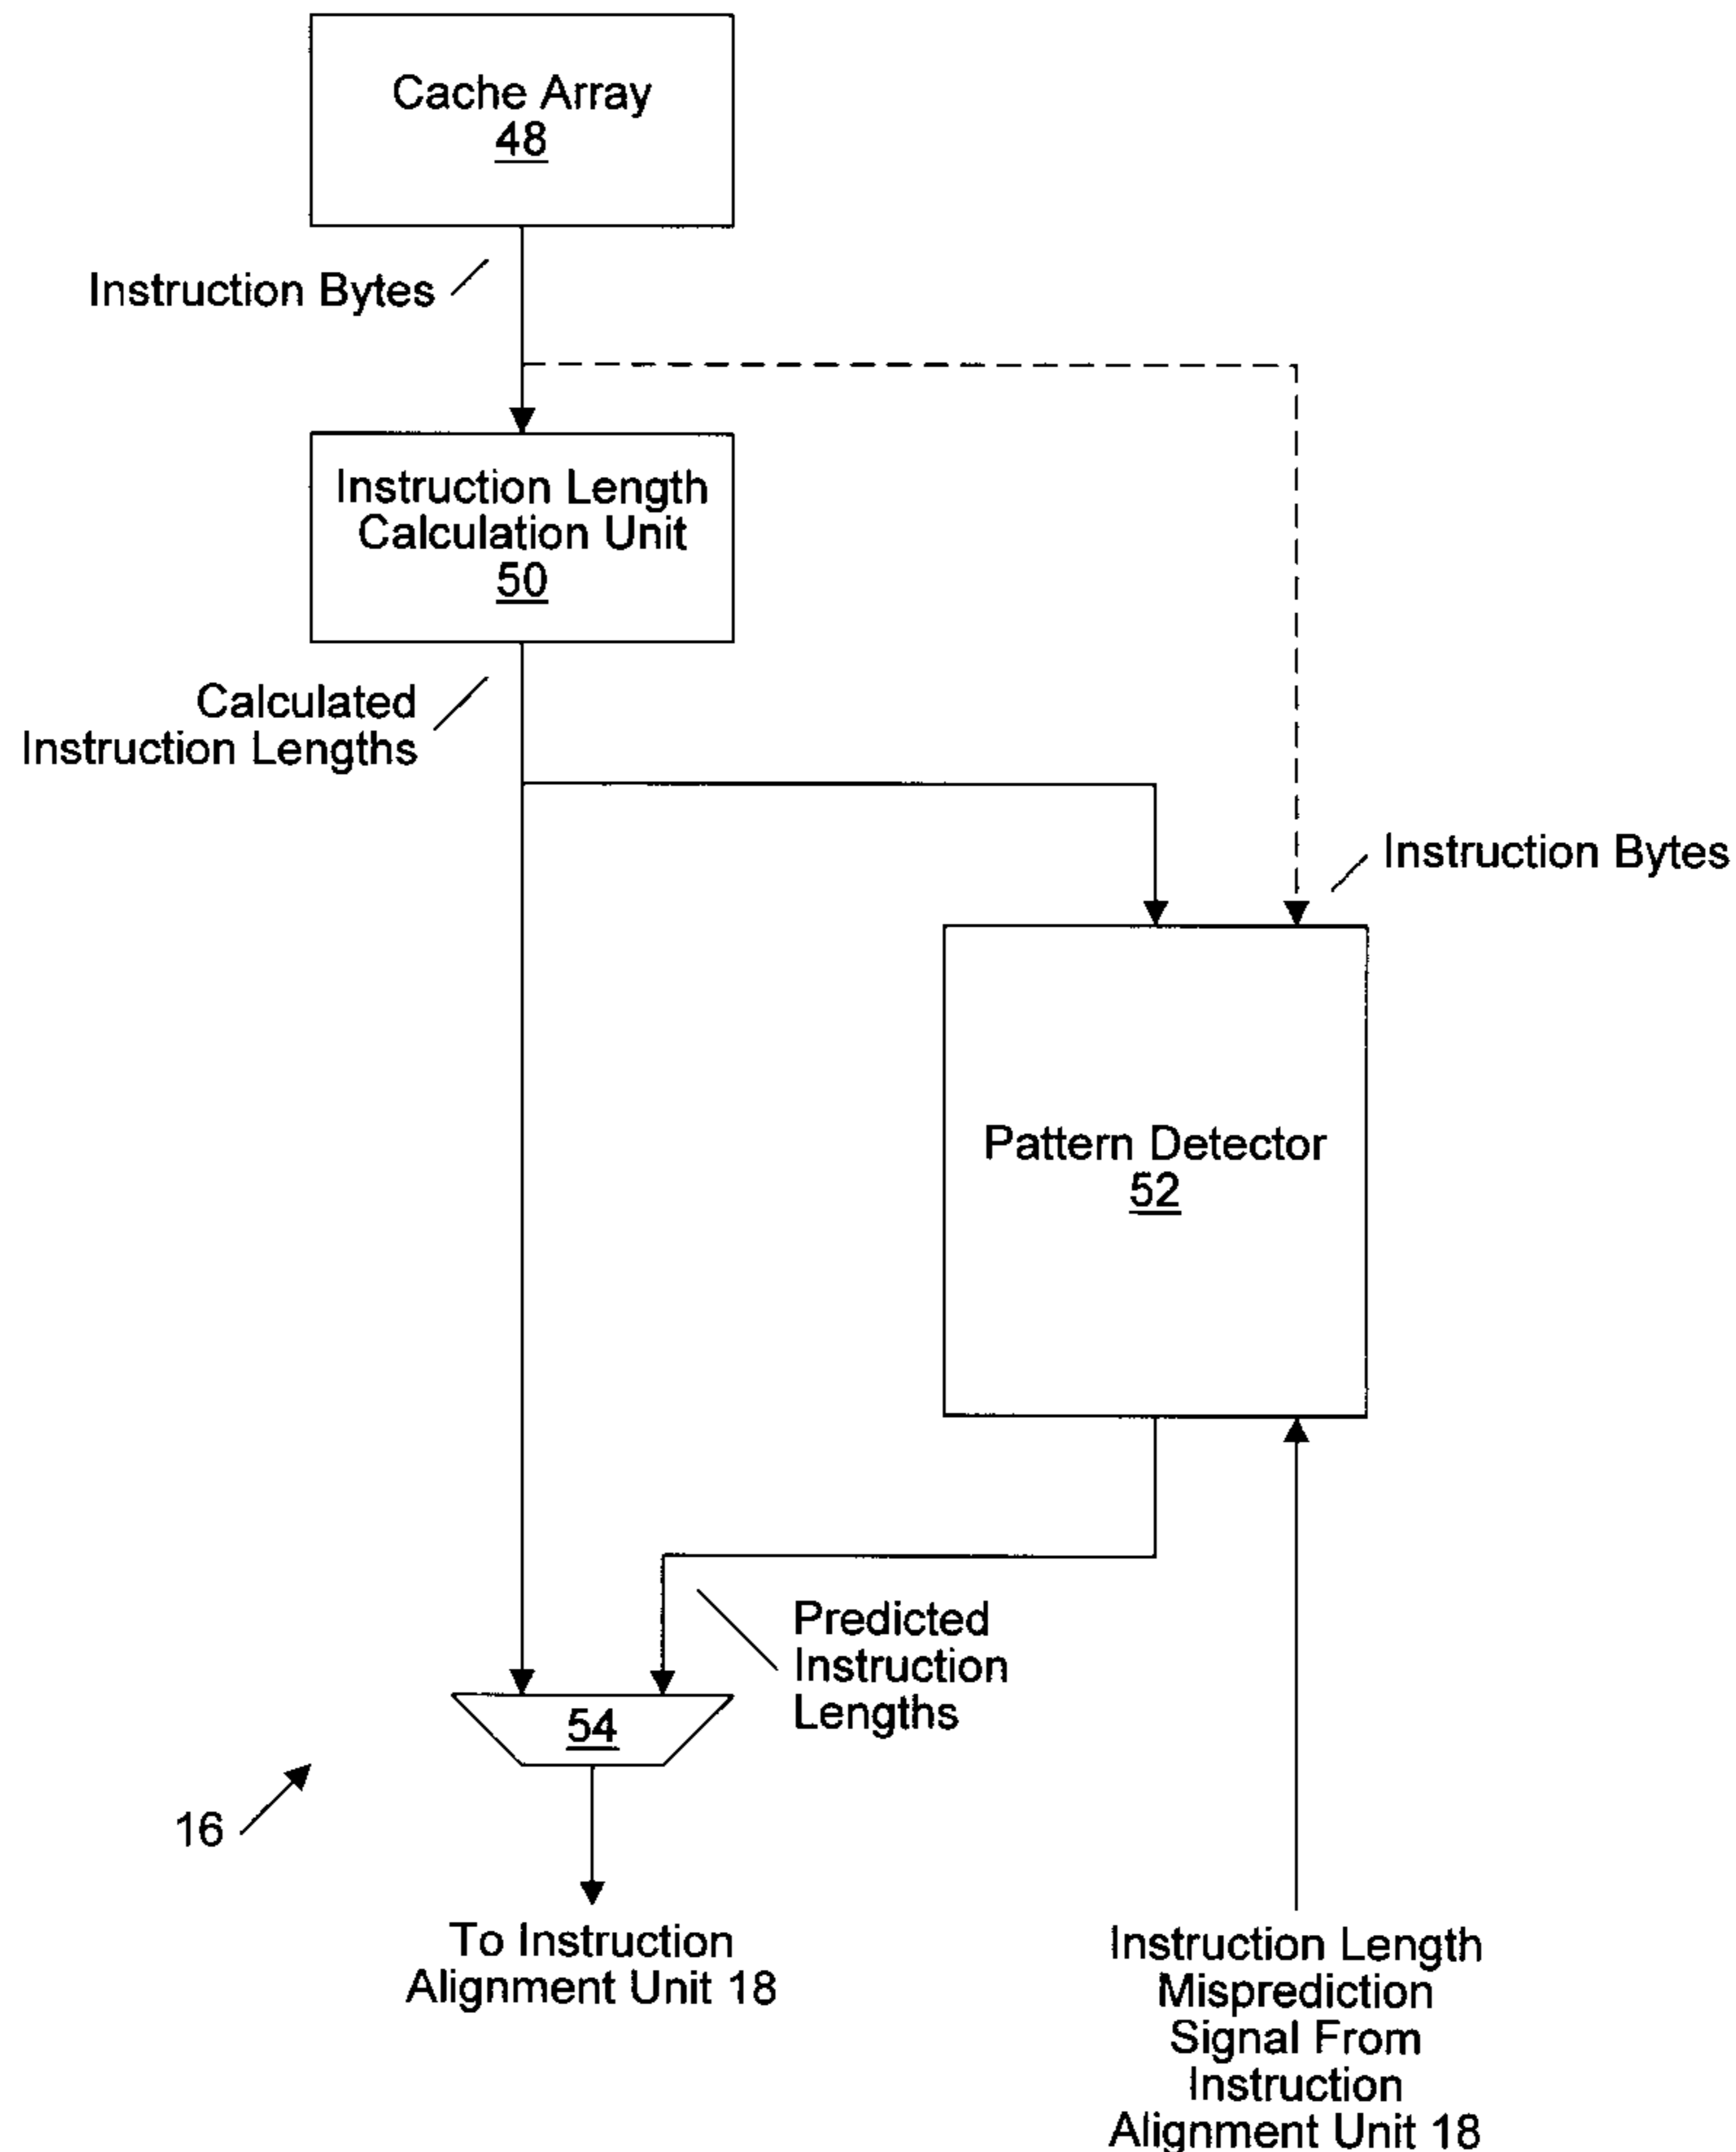 Cache Array
48
Instruction Bytes
Instruction Length
Calculation Unit
50
Calculated
Instruction Lengths
Instruction Bytes
Pattern Detector
52
Predicted
Instruction
Lengths
54
16
To Instruction
Alignment Unit 18
Instruction Length
Misprediction
Signal From
Instruction
Alignment Unit 18